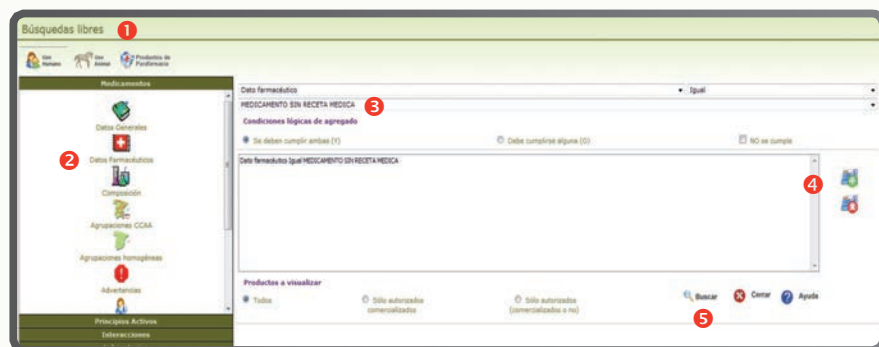 Búsquedas libres 1
Uso Humano
Uso Animal
Productos de Parafarmacia
Medicamentos
Datos Generales
2
Datos Farmacéuticos
Composición
Agrupaciones CCAA
Agrupaciones homogéneas
Advertencias
Principios Activos
Interacciones
Dato farmacéutico Igual
MEDICAMENTO SIN RECETA MEDICA 3
Condiciones lógicas de agregado
Se deben cumplir ambas (Y) Debe cumplirse alguna (O) NO se cumple
Dato farmacéutico Igual MEDICAMENTO SIN RECETA MEDICA
4
Productos a visualizar
Todos
Sólo autorizados comercializados
Sólo autorizados (comercializados o no)
Buscar Cerrar Ayuda
5